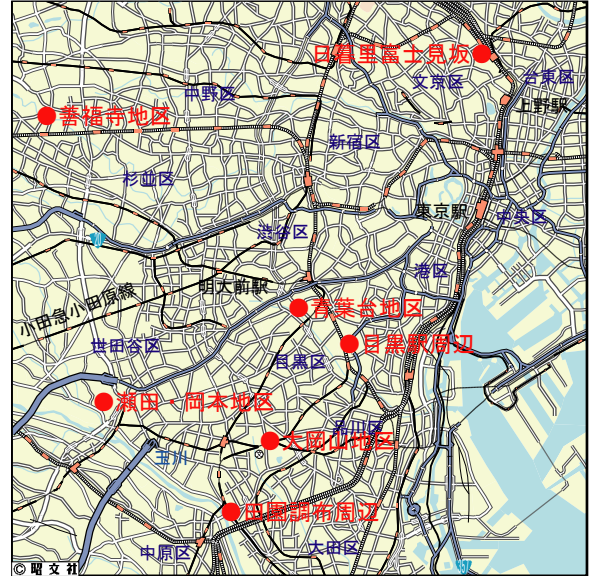 日暮里富士見坂
台東区
文京区
中野区
上野駅
善福寺地区
新宿区
杉並区
東京駅
中央区
渋谷区
港区
明大前駅
小田急小田原線
青葉台地区
世田谷区
目黒駅周辺
目黒区
瀬田・岡本地区
品川区
大岡山地区
玉川
田園調布周辺
中原区
大田区
© 昭文社